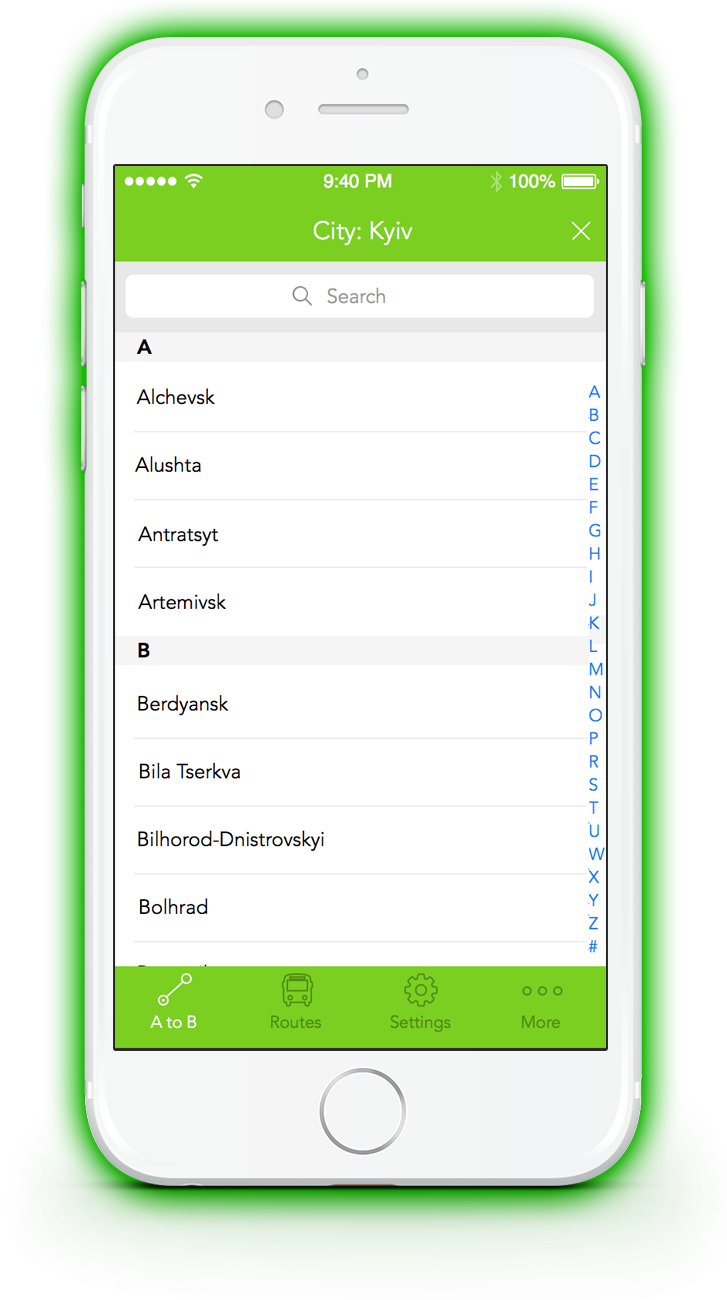 9:40 PM 100%
City: Kyiv
Search
A
Alchevsk
Alushta
Antratsyt
Artemivsk
B
Berdyansk
Bila Tserkva
Bilhorod-Dnistrovskyi
Bolhrad
A
B
C
D
E
F
G
H
I
J
K
L
M
N
O
P
R
S
T
U
W
X
Y
Z
#
A to B Routes Settings More